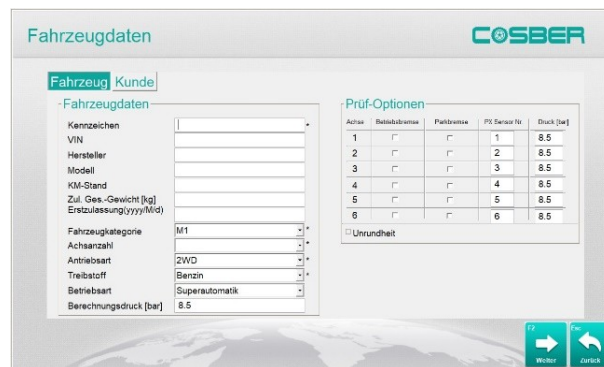 Fahrzeugdaten
COSBER
Fahrzeug Kunde
Fahrzeugdaten
Kennzeichen *
VIN
Hersteller
Modell
KM-Stand
Zul. Ges.-Gewicht [kg]
Erstzulassung(yyyy/M/d)
Fahrzeugkategorie M1 *
Achsanzahl *
Antriebsart 2WD *
Treibstoff Benzin *
Betriebsart Superautomatik
Berechnungsdruck [bar] 8.5
Prüf-Optionen
Achse Betriebsbremse Parkbremse PX Sensor Nr. Druck [bar]
1 1 8.5
2 2 8.5
3 3 8.5
4 4 8.5
5 5 8.5
6 6 8.5
Unrundheit
F2 Weiter
Esc Zurück